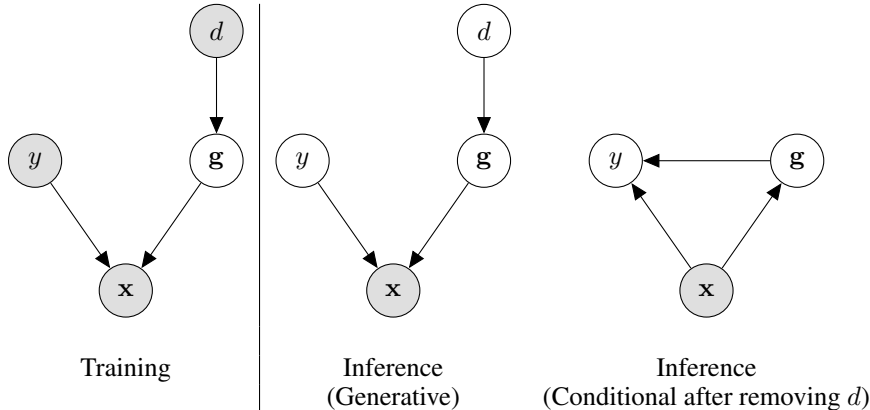 d
d
y
g
y
g
y
g
x
x
x
Training
Inference
(Generative)
Inference
(Conditional after removing d)